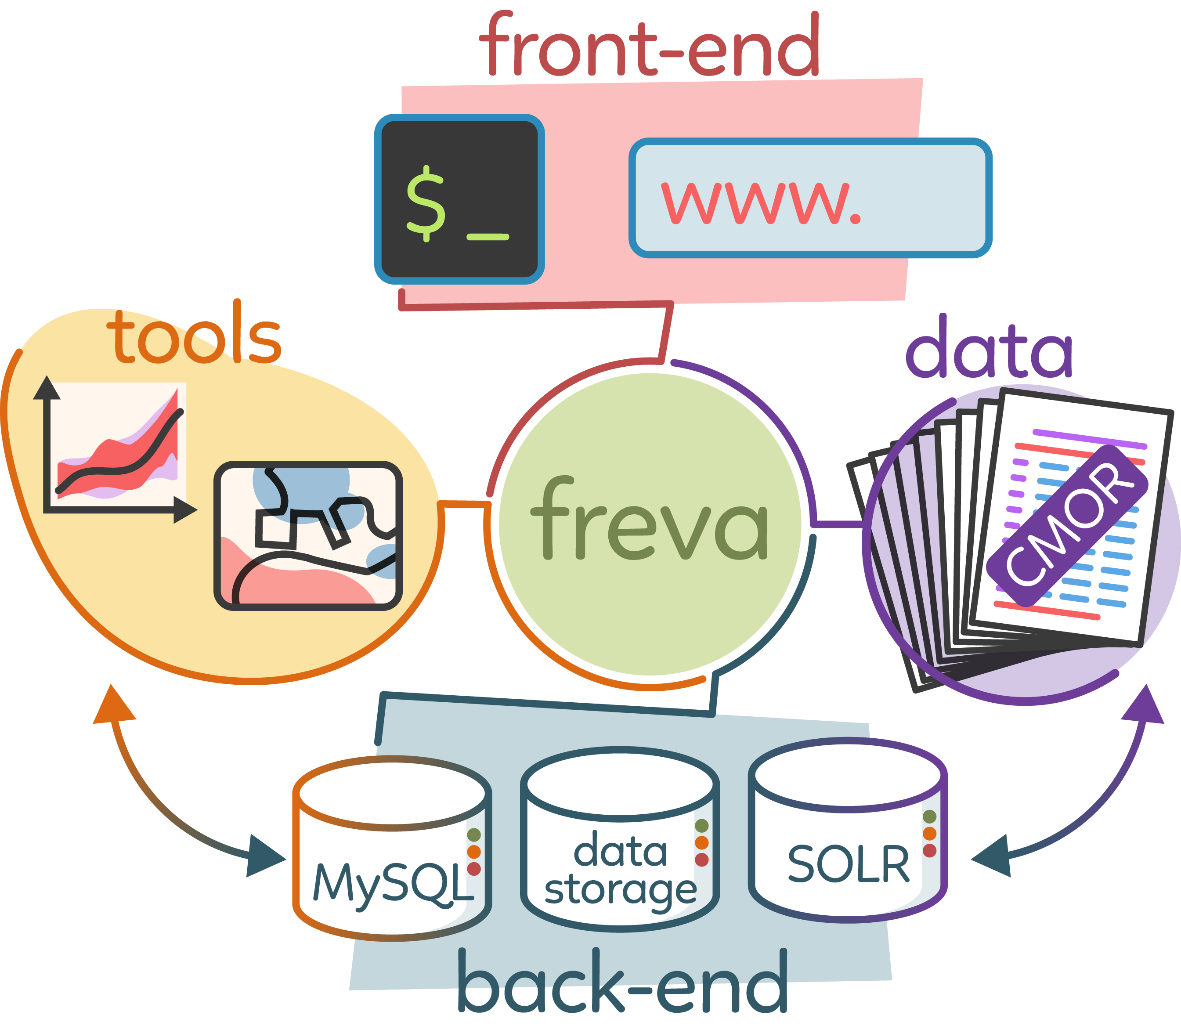 front-end
$ _
www.
tools
data
CMOR
freva
MySQL
data
storage
SOLR
back-end